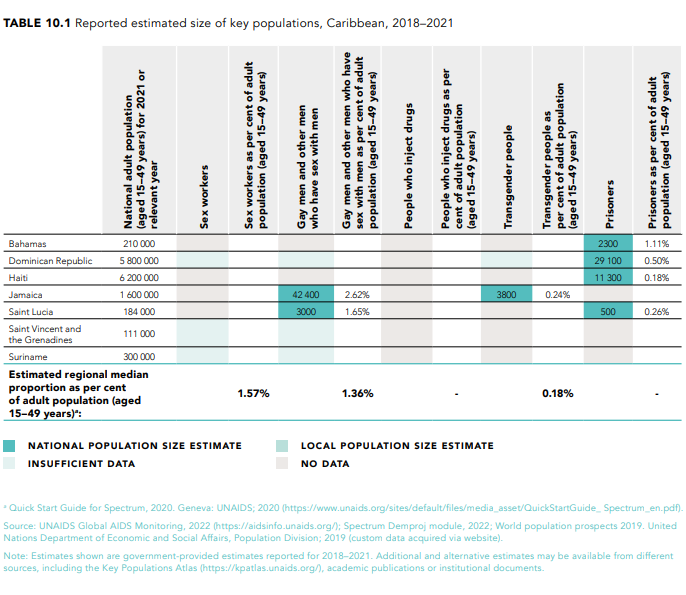 TABLE 10.1 Reported estimated size of key populations, Caribbean, 2018–2021
National adult population
(aged 15–49 years) for 2021 or
relevant year
Sex workers
Sex workers as per cent of adult
population (aged 15–49 years)
Gay men and other men
who have sex with men
Gay men and other men who have
sex with men as per cent of adult
population (aged 15–49 years)
People who inject drugs
People who inject drugs as per
cent of adult population
(aged 15–49 years)
Transgender people
Transgender people as
per cent of adult population
(aged 15–49 years)
Prisoners
Prisoners as per cent of adult
population (aged 15–49 years)
Bahamas 210 000 2300 1.11%
Dominican Republic 5 800 000 29 100 0.50%
Haiti 6 200 000 11 300 0.18%
Jamaica 1 600 000 42 400 2.62% 3800 0.24%
Saint Lucia 184 000 3000 1.65% 500 0.26%
Saint Vincent and
the Grenadines 111 000
Suriname 300 000
Estimated regional median
proportion as per cent
of adult population (aged
15–49 years)ª: 1.57% 1.36% - 0.18% -
NATIONAL POPULATION SIZE ESTIMATE LOCAL POPULATION SIZE ESTIMATE
INSUFFICIENT DATA NO DATA
ª Quick Start Guide for Spectrum, 2020. Geneva: UNAIDS; 2020 (https://www.unaids.org/sites/default/files/media_asset/QuickStartGuide_ Spectrum_en.pdf).
Source: UNAIDS Global AIDS Monitoring, 2022 (https://aidsinfo.unaids.org/); Spectrum Demproj module, 2022; World population prospects 2019. United
Nations Department of Economic and Social Affairs, Population Division; 2019 (custom data acquired via website).
Note: Estimates shown are government-provided estimates reported for 2018–2021. Additional and alternative estimates may be available from different
sources, including the Key Populations Atlas (https://kpatlas.unaids.org/), academic publications or institutional documents.